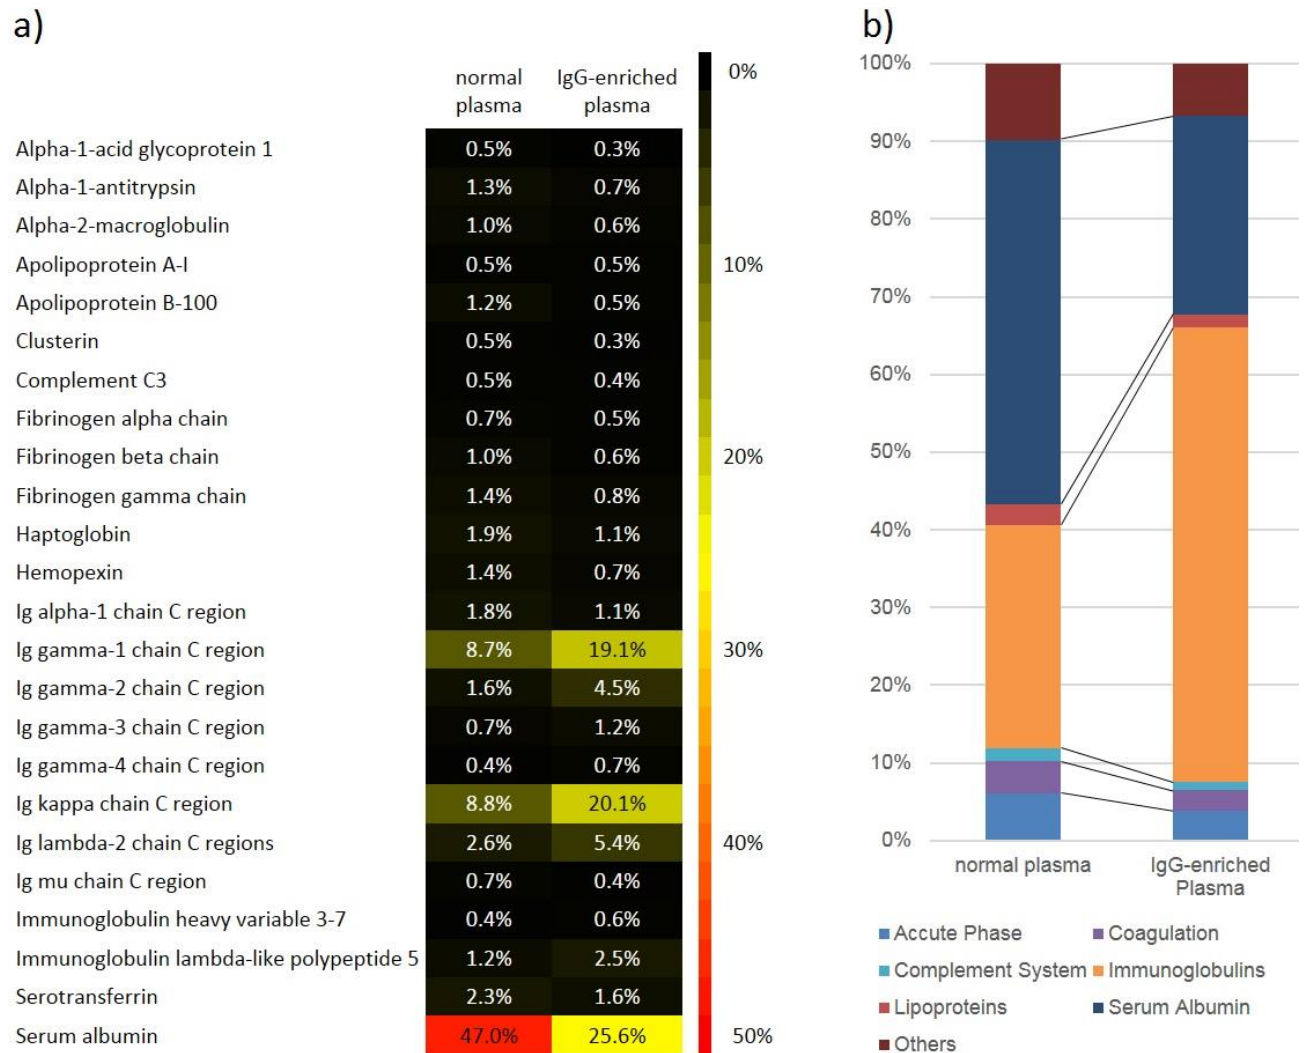 a)
normal plasma
IgG-enriched plasma
Alpha-1-acid glycoprotein 1 0.5% 0.3%
Alpha-1-antitrypsin 1.3% 0.7%
Alpha-2-macroglobulin 1.0% 0.6%
Apolipoprotein A-I 0.5% 0.5%
Apolipoprotein B-100 1.2% 0.5%
Clusterin 0.5% 0.3%
Complement C3 0.5% 0.4%
Fibrinogen alpha chain 0.7% 0.5%
Fibrinogen beta chain 1.0% 0.6%
Fibrinogen gamma chain 1.4% 0.8%
Haptoglobin 1.9% 1.1%
Hemopexin 1.4% 0.7%
Ig alpha-1 chain C region 1.8% 1.1%
Ig gamma-1 chain C region 8.7% 19.1%
Ig gamma-2 chain C region 1.6% 4.5%
Ig gamma-3 chain C region 0.7% 1.2%
Ig gamma-4 chain C region 0.4% 0.7%
Ig kappa chain C region 8.8% 20.1%
Ig lambda-2 chain C regions 2.6% 5.4%
Ig mu chain C region 0.7% 0.4%
Immunoglobulin heavy variable 3-7 0.4% 0.6%
Immunoglobulin lambda-like polypeptide 5 1.2% 2.5%
Serotransferrin 2.3% 1.6%
Serum albumin 47.0% 25.6%
0%
10%
20%
30%
40%
50%
b)
100%
90%
80%
70%
60%
50%
40%
30%
20%
10%
0%
normal plasma
IgG-enriched
Plasma
Accute Phase
Coagulation
Complement System
Immunoglobulins
Lipoproteins
Serum Albumin
Others